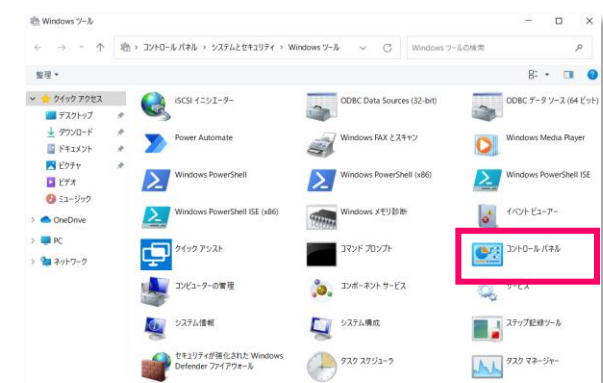 Windows ツール
コントロール パネル › システムとセキュリティ › Windows ツール
Windows ツールの検索
整理
クイック アクセス
デスクトップ
ダウンロード
ドキュメント
ピクチャ
ビデオ
ミュージック
OneDrive
PC
ネットワーク
iSCSI イニシエーター
ODBC Data Sources (32-bit)
ODBC データ ソース (64 ビット)
Power Automate
Windows FAX とスキャン
Windows Media Player
Windows PowerShell
Windows PowerShell (x86)
Windows PowerShell ISE
Windows PowerShell ISE (x86)
Windows メモリ診断
イベント ビューアー
クイック アシスト
コマンド プロンプト
コントロール パネル
コンピューターの管理
コンポーネント サービス
サービス
システム情報
システム構成
ステップ記録ツール
セキュリティが強化された Windows
Defender ファイアウォール
タスク スケジューラ
タスク マネージャー